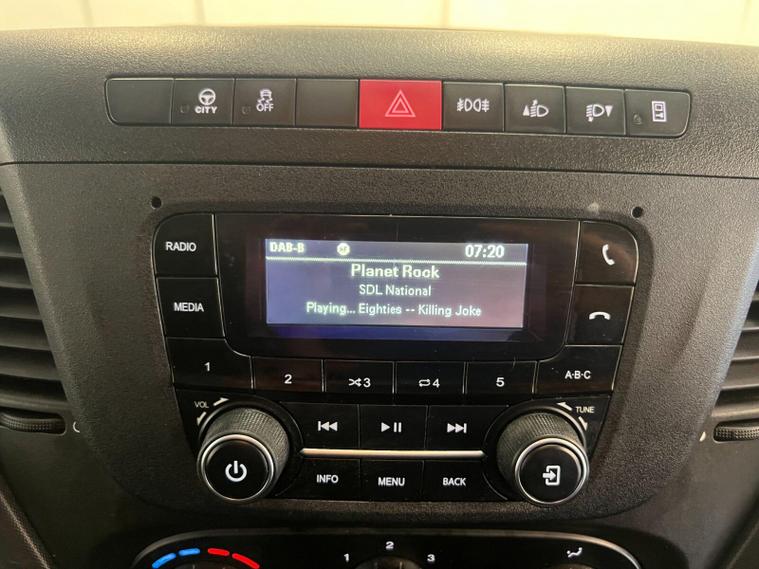 CITY
OFF
RADIO
MEDIA
DAB-B
07:20
Planet Rock
SDL National
Playing... Eighties -- Killing Joke
1
2
3
4
5
A·B·C
VOL
TUNE
INFO
MENU
BACK
1
2
3